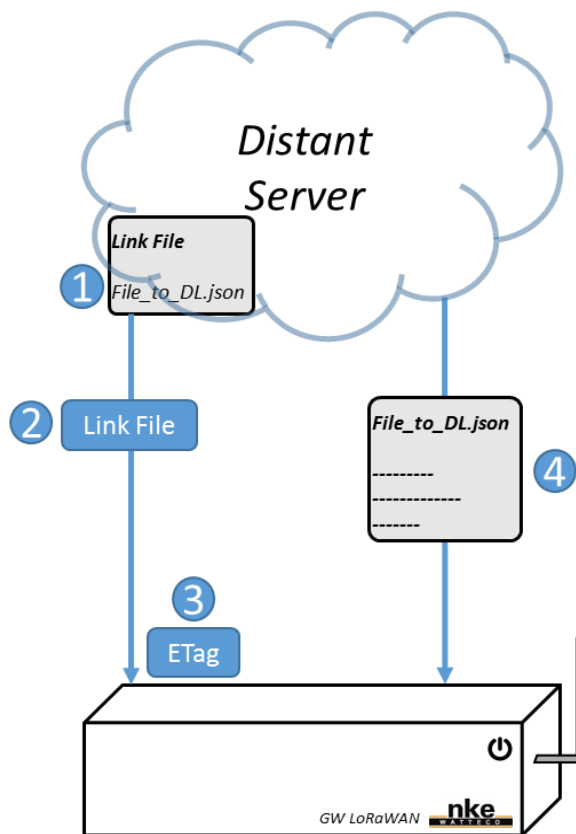 Distant
Server
Link File
1
File_to_DL.json
2
Link File
File_to_DL.json
----------
--------------
-------
4
3
ETag
GW LoRaWAN
nke
WATTECO